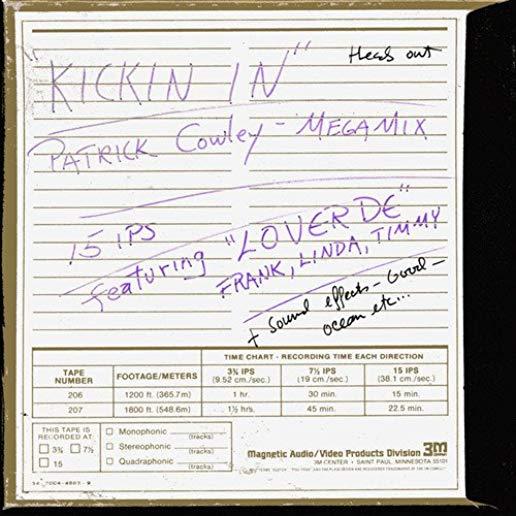 "KICKIN IN"
Heads out
PATRICK Cowley - MEGAMIX
15 IPS
featuring "LOVERDE"
FRANK, LINDA, TIMMY
+ Sound effects - Good -
ocean etc...
TIME CHART - RECORDING TIME EACH DIRECTION
TAPE NUMBER FOOTAGE/METERS 3¾ IPS (9.52 cm./sec.) 7½ IPS (19 cm./sec.) 15 IPS (38.1 cm./sec.)
206 1200 ft. (365.7m) 1 hr. 30 min. 15 min.
207 1800 ft. (548.6m) 1½ hrs. 45 min. 22.5 min.
THIS TAPE IS RECORDED AT:
☐ 3¾ ☐ 7½
☐ 15
☐ Monophonic (tracks)
☐ Stereophonic (tracks)
☐ Quadraphonic (tracks)
Magnetic Audio/Video Products Division 3M COMPANY
3M CENTER • SAINT PAUL, MINNESOTA 55101